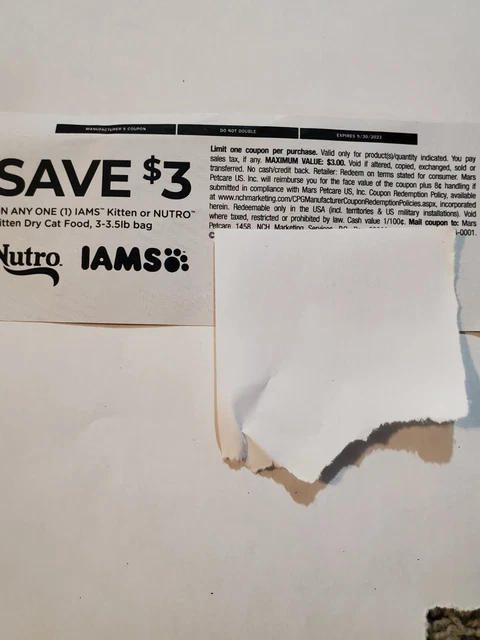 MANUFACTURER'S COUPON
DO NOT DOUBLE
EXPIRES 9/30/2023
SAVE $3
N ANY ONE (1) IAMS™ Kitten or NUTRO™
itten Dry Cat Food, 3-3.5lb bag
Nutro.
IAMS
Limit one coupon per purchase. Valid only for product(s)/quantity indicated. You pay
sales tax, if any. MAXIMUM VALUE: $3.00. Void if altered, copied, exchanged, sold or
transferred. No cash/credit back. Retailer: Redeem on terms stated for consumer. Mars
Petcare US, Inc. will reimburse you for the face value of the coupon plus 8¢ handling if
submitted in compliance with Mars Petcare US, Inc. Coupon Redemption Policy, available
at www.nchmarketing.com/CPGManufacturerCouponRedemptionPolicies.aspx, incorporated
herein. Redeemable only in the USA (incl. territories & US military installations). Void
where taxed, restricted or prohibited by law. Cash value 1/100¢. Mail coupon to: Mars
Petcare 1458, NCH Marketing Services, P.O.
-0001.
©